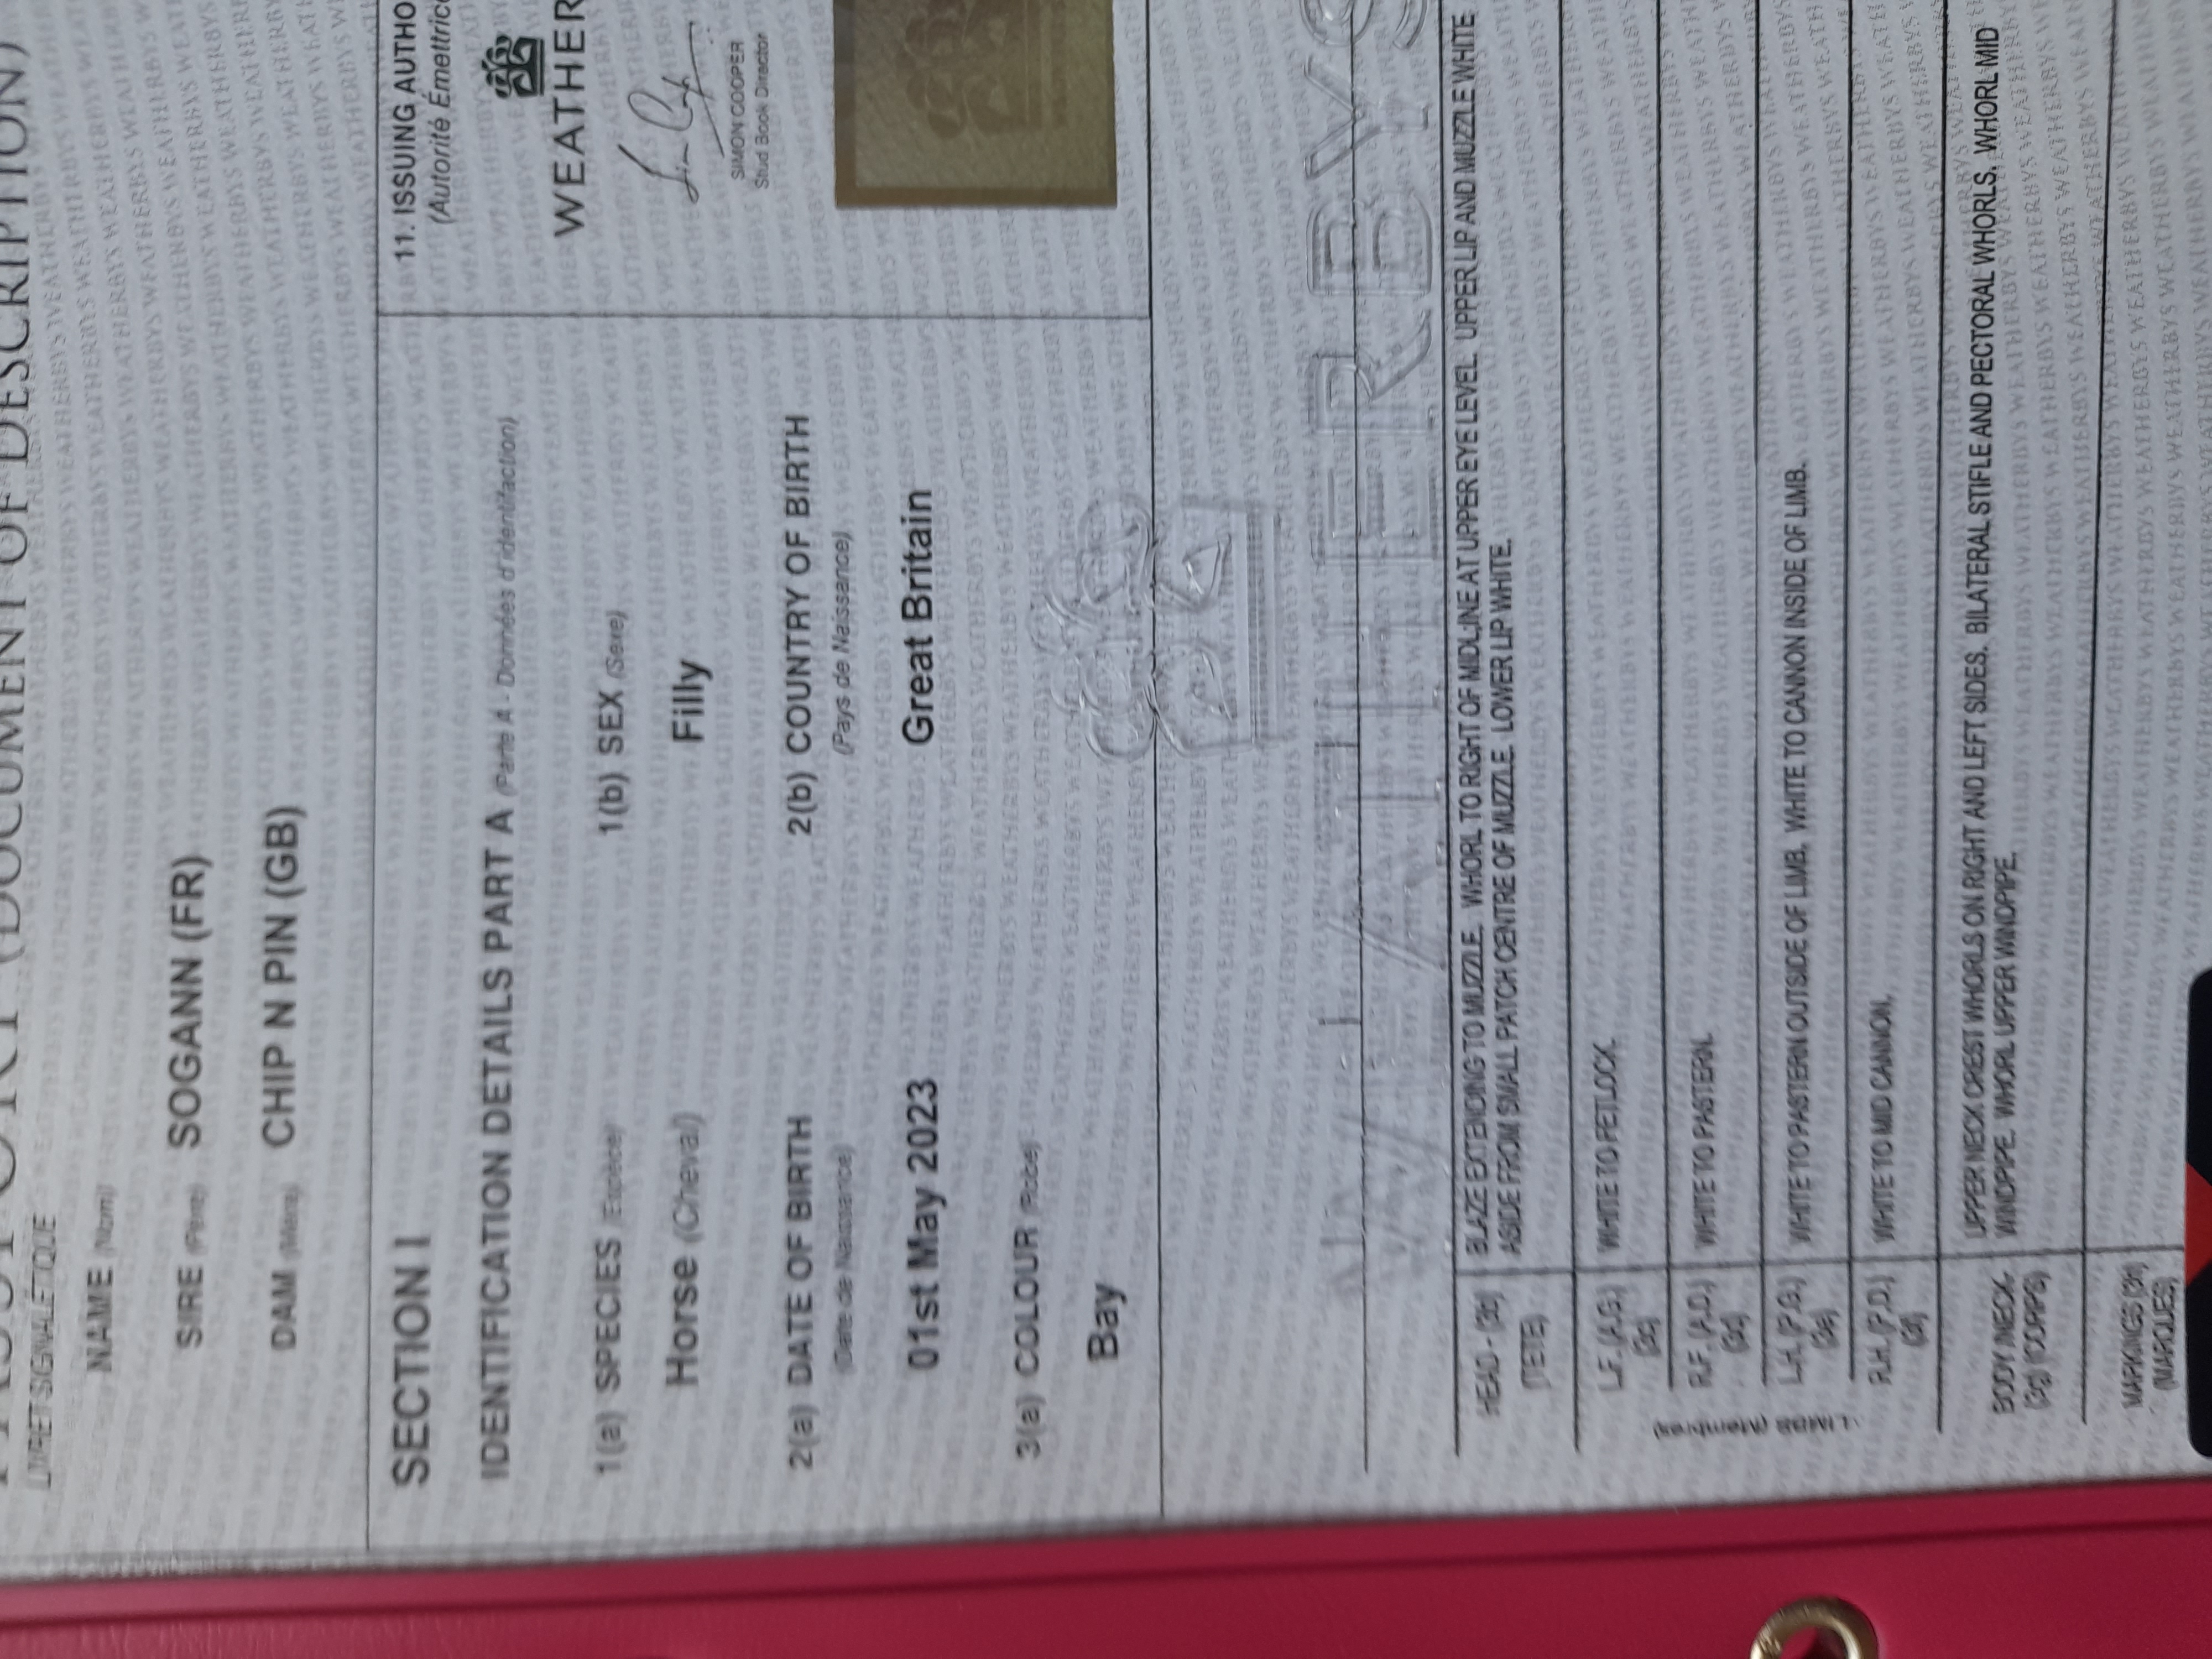 PASSPORT (DOCUMENT OF DESCRIPTION)
LIVRET SIGNALETIQUE
NAME (Nom)
SIRE (Père) SOGANN (FR)
DAM (Mère) CHIP N PIN (GB)
SECTION I
IDENTIFICATION DETAILS PART A (Partie A - Données d'identifaction)
1(a) SPECIES (Espèce) 1(b) SEX (Sexe)
Horse (Cheval) Filly
2(a) DATE OF BIRTH 2(b) COUNTRY OF BIRTH
(Date de Naissance) (Pays de Naissance)
01st May 2023 Great Britain
3(a) COLOUR (Robe)
Bay
11. ISSUING AUTHO
(Autorité Émettrice
WEATHER
SIMON COOPER
Stud Book Director
WEATHERBYS
HEAD - (3b) BLAZE EXTENDING TO MUZZLE. WHORL TO RIGHT OF MIDLINE AT UPPER EYE LEVEL. UPPER LIP AND MUZZLE WHITE
(TETE) ASIDE FROM SMALL PATCH CENTRE OF MUZZLE. LOWER LIP WHITE.
LIMBS (Membres)
L.F. (A.G.) WHITE TO FETLOCK.
(3c)
R.F. (A.D.) WHITE TO PASTERN.
(3d)
L.H. (P.G.) WHITE TO PASTERN OUTSIDE OF LIMB. WHITE TO CANNON INSIDE OF LIMB.
(3e)
R.H. (P.D.) WHITE TO MID CANNON.
(3f)
BODY /NECK- UPPER NECK CREST WHORLS ON RIGHT AND LEFT SIDES. BILATERAL STIFLE AND PECTORAL WHORLS. WHORL MID
(3g) (CORPS) WINDPIPE. WHORL UPPER WINDPIPE.
MARKINGS (3h)
(MARQUES)